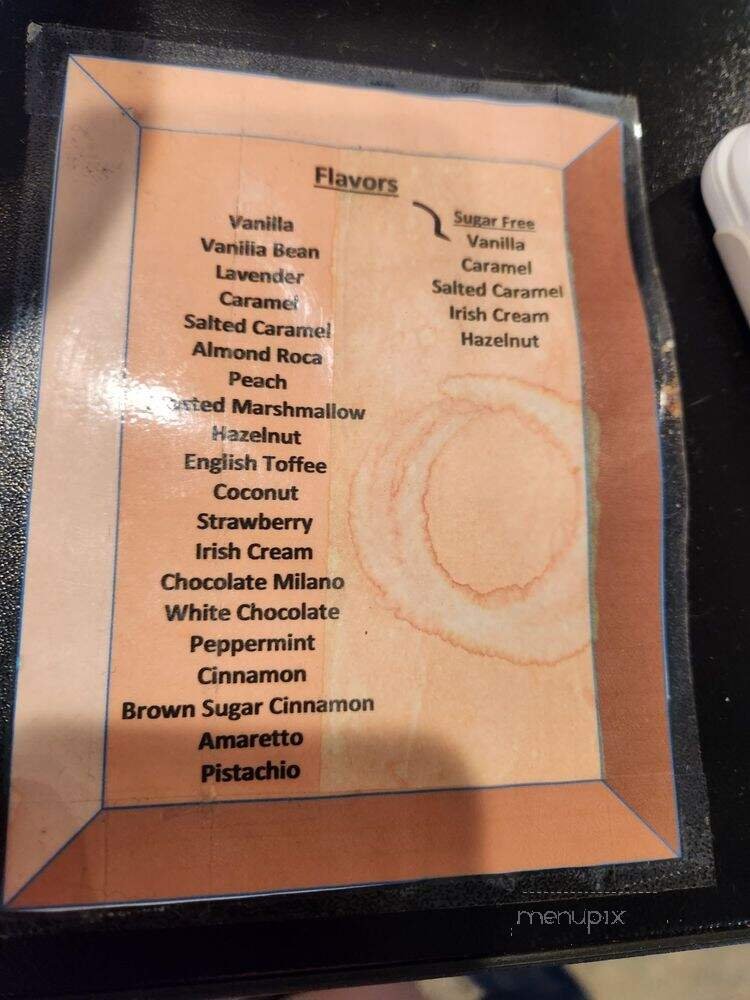 Flavors
Vanilla
Vanilla Bean
Lavender
Caramel
Salted Caramel
Almond Roca
Peach
Marshmallow
Hazelnut
English Toffee
Coconut
Strawberry
Irish Cream
Chocolate Milano
White Chocolate
Peppermint
Cinnamon
Brown Sugar Cinnamon
Amaretto
Pistachio
Sugar Free
Vanilla
Caramel
Salted Caramel
Irish Cream
Hazelnut
menupix